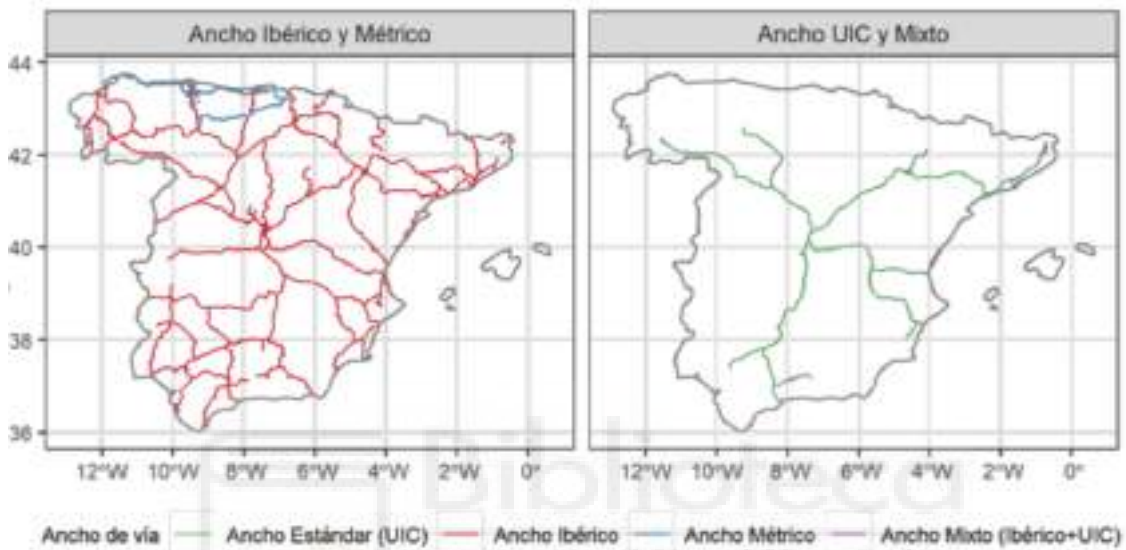 Ancho Ibérico y Métrico
Ancho UIC y Mixto
44
42
40
38
36
12°W 10°W 8°W 6°W 4°W 2°W 0°
12°W 10°W 8°W 6°W 4°W 2°W 0°
Biblioteca
Ancho de vía Ancho Estándar (UIC) Ancho Ibérico Ancho Métrico Ancho Mixto (Ibérico+UIC)